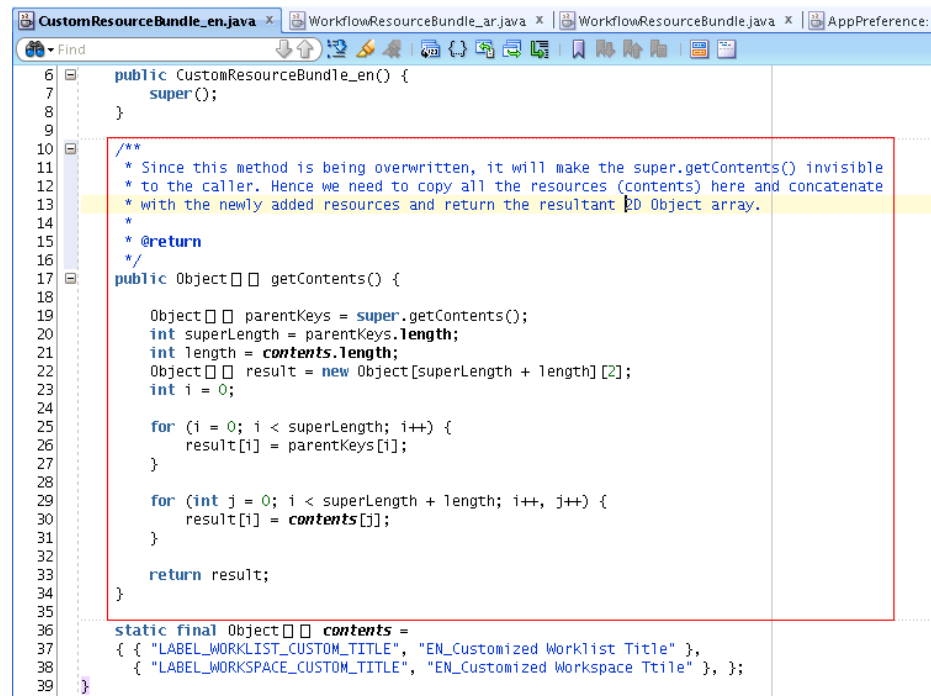 CustomResourceBundle_en.java x WorkflowResourceBundle_ar.java x WorkflowResourceBundle.java x AppPreference:
Find
6 public CustomResourceBundle_en() {
7 super();
8 }
9
10 /**
11 * Since this method is being overwritten, it will make the super.getContents() invisible
12 * to the caller. Hence we need to copy all the resources (contents) here and concatenate
13 * with the newly added resources and return the resultant 2D Object array.
14 *
15 * @return
16 */
17 public Object[][] getContents() {
18
19 Object[][] parentKeys = super.getContents();
20 int superLength = parentKeys.length;
21 int length = contents.length;
22 Object[][] result = new Object[superLength + length][2];
23 int i = 0;
24
25 for (i = 0; i < superLength; i++) {
26 result[i] = parentKeys[i];
27 }
28
29 for (int j = 0; i < superLength + length; i++, j++) {
30 result[i] = contents[j];
31 }
32
33 return result;
34 }
35
36 static final Object[][] contents =
37 { { "LABEL_WORKLIST_CUSTOM_TITLE", "EN_Customized Worklist Title" },
38 { "LABEL_WORKSPACE_CUSTOM_TITLE", "EN_Customized Workspace Ttile" }, };
39 }